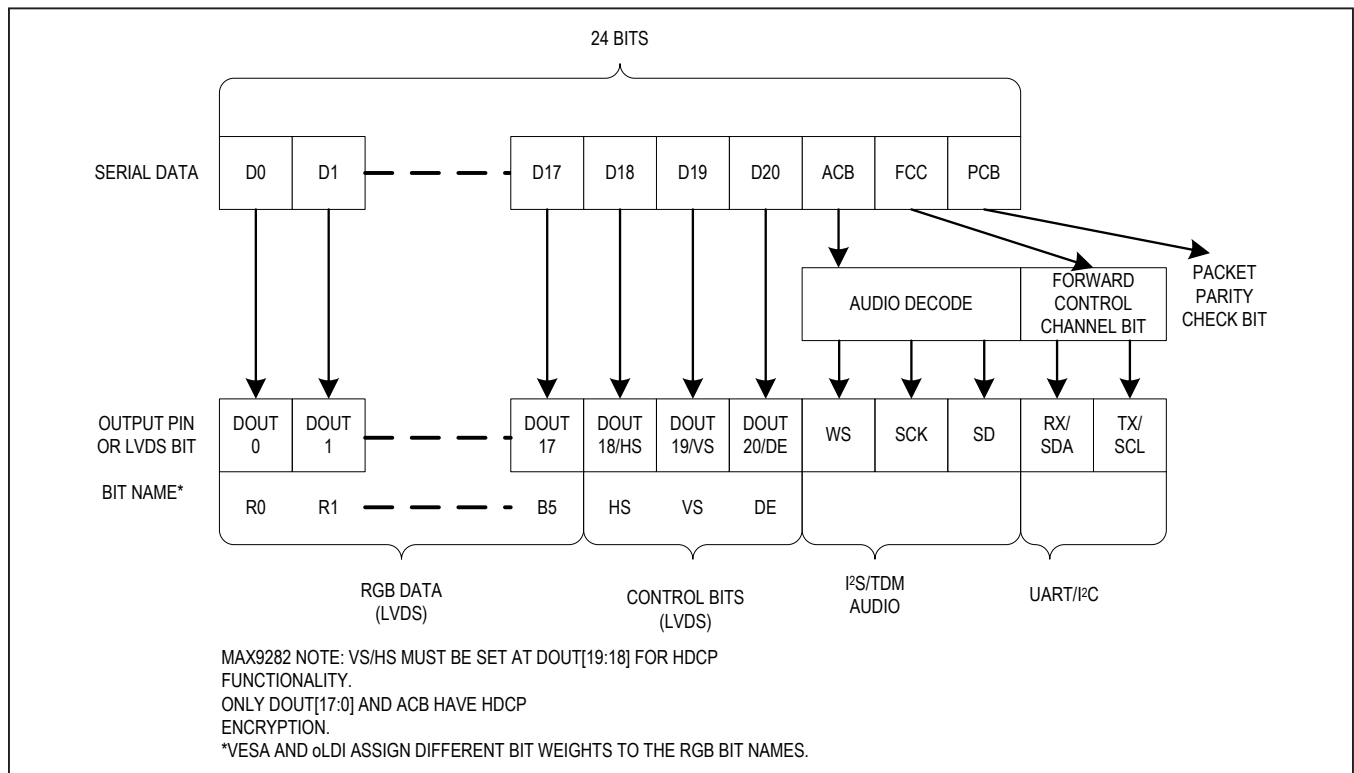 24 BITS
SERIAL DATA
D0 D1 D17 D18 D19 D20 ACB FCC PCB
AUDIO DECODE
FORWARD
CONTROL
CHANNEL BIT
PACKET
PARITY
CHECK BIT
OUTPUT PIN
OR LVDS BIT
DOUT
0
DOUT
1
DOUT
17
DOUT
18/HS
DOUT
19/VS
DOUT
20/DE
WS
SCK
SD
RX/
SDA
TX/
SCL
BIT NAME*
R0 R1 B5 HS VS DE
RGB DATA
(LVDS)
CONTROL BITS
(LVDS)
I²S/TDM
AUDIO
UART/I²C
MAX9282 NOTE: VS/HS MUST BE SET AT DOUT[19:18] FOR HDCP
FUNCTIONALITY.
ONLY DOUT[17:0] AND ACB HAVE HDCP
ENCRYPTION.
*VESA AND oLDI ASSIGN DIFFERENT BIT WEIGHTS TO THE RGB BIT NAMES.